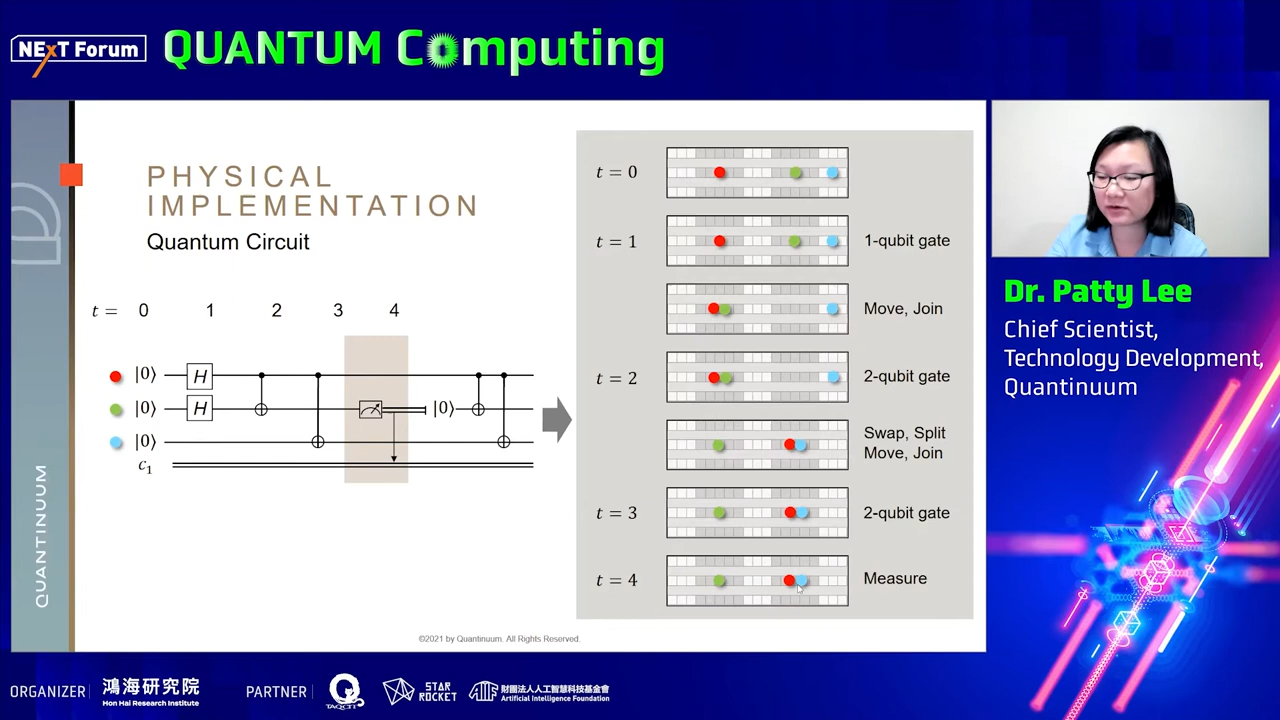 NExT Forum
QUANTUM Computing
PHYSICAL
IMPLEMENTATION
Quantum Circuit
t = 0 1 2 3 4
|0⟩ H
|0⟩ H |0⟩
|0⟩
c₁
QUANTINUUM
t = 0
t = 1 1-qubit gate
Move, Join
t = 2 2-qubit gate
Swap, Split
Move, Join
t = 3 2-qubit gate
t = 4 Measure
©2021 by Quantinuum. All Rights Reserved.
Dr. Patty Lee
Chief Scientist,
Technology Development,
Quantinuum
ORGANIZER
鴻海研究院
Hon Hai Research Institute
PARTNER
TAQCIT
STAR
ROCKET
AIF
財團法人人工智慧科技基金會
Artificial Intelligence Foundation